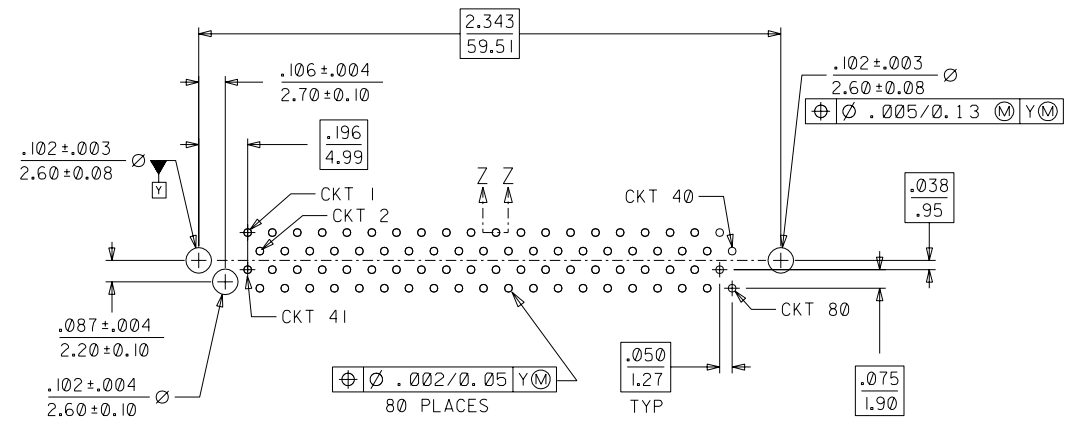 2.343
59.51
.106±.004
2.70±0.10
.102±.003 Ø
2.60±0.08
⌖ Ø .005/0.13 Ⓜ YⓂ
.196
4.99
.102±.003 Ø
2.60±0.08
Y
Z Z
CKT 1
CKT 2
CKT 40
.038
.95
.087±.004
2.20±0.10
CKT 41
CKT 80
.102±.004 Ø
2.60±0.10
⌖ Ø .002/0.05 YⓂ
80 PLACES
.050
1.27
TYP
.075
1.90